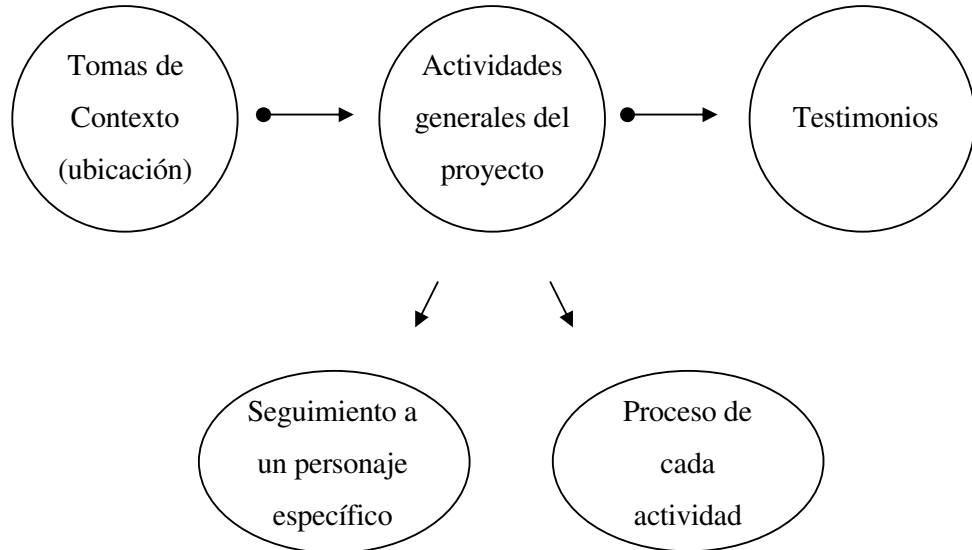 Tomas de
Contexto
(ubicación)
Actividades
generales del
proyecto
Testimonios
Seguimiento a
un personaje
específico
Proceso de
cada
actividad